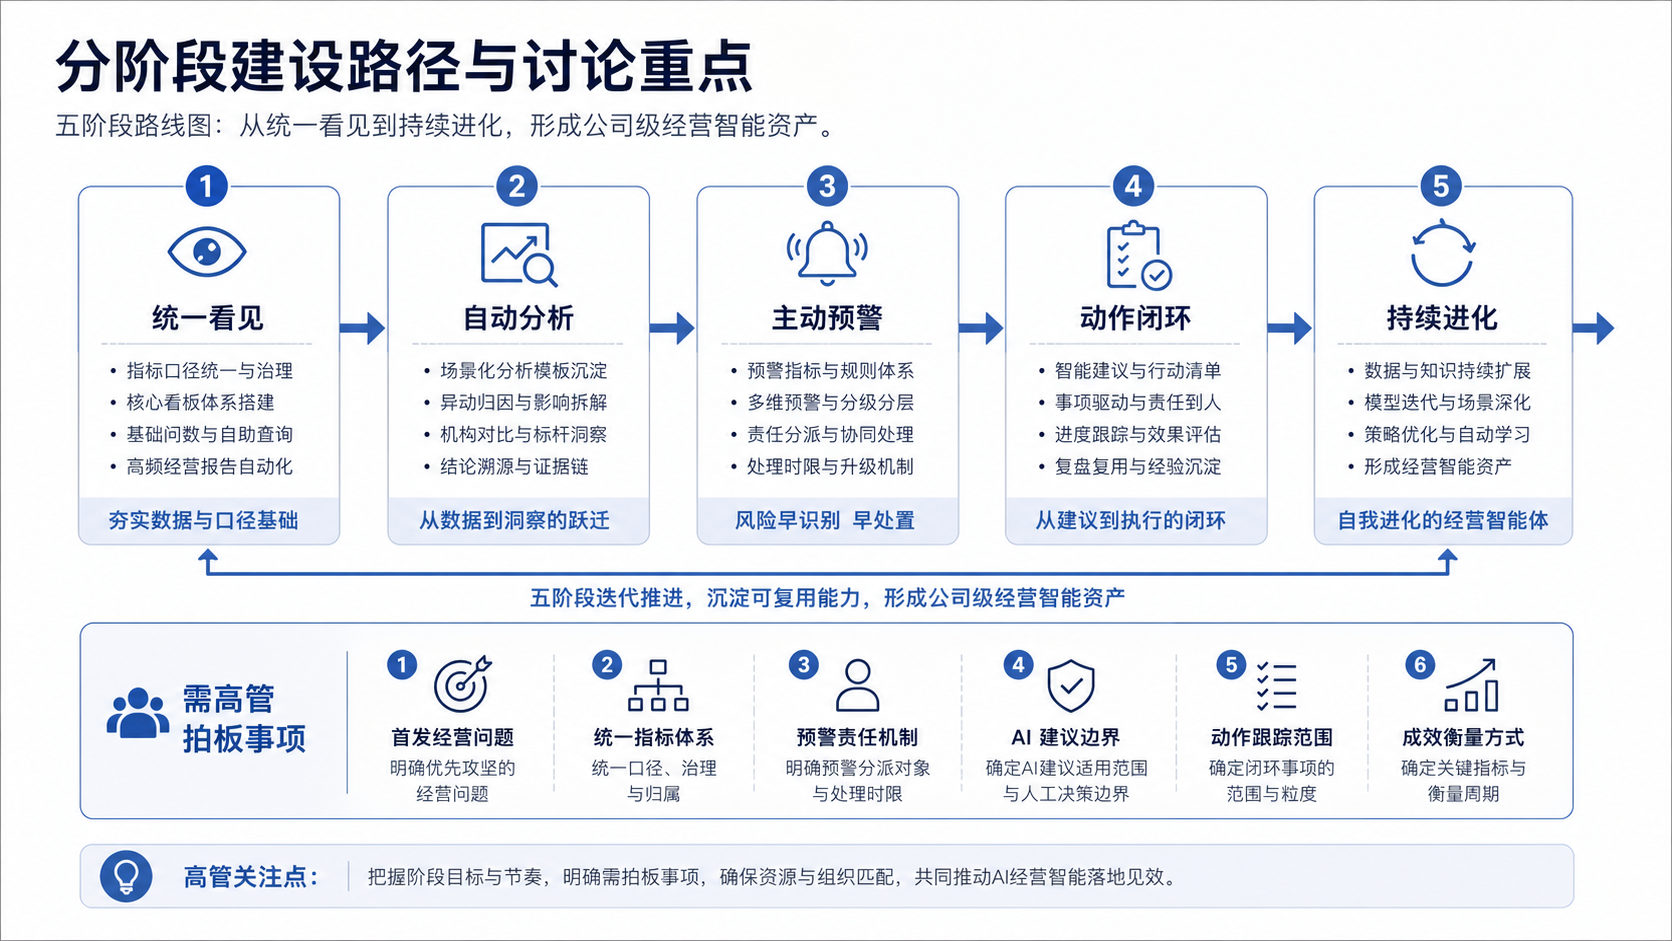 分阶段建设路径与讨论重点
五阶段路线图：从统一看见到持续进化，形成公司级经营智能资产。
1
统一看见
• 指标口径统一与治理
• 核心看板体系搭建
• 基础问数与自助查询
• 高频经营报告自动化
夯实数据与口径基础
2
自动分析
• 场景化分析模板沉淀
• 异动归因与影响拆解
• 机构对比与标杆洞察
• 结论溯源与证据链
从数据到洞察的跃迁
3
主动预警
• 预警指标与规则体系
• 多维预警与分级分层
• 责任分派与协同处理
• 处理时限与升级机制
风险早识别 早处置
4
动作闭环
• 智能建议与行动清单
• 事项驱动与责任到人
• 进度跟踪与效果评估
• 复盘复用与经验沉淀
从建议到执行的闭环
5
持续进化
• 数据与知识持续扩展
• 模型迭代与场景深化
• 策略优化与自动学习
• 形成经营智能资产
自我进化的经营智能体
五阶段迭代推进，沉淀可复用能力，形成公司级经营智能资产
需高管
拍板事项
1
首发经营问题
明确优先攻坚的
经营问题
2
统一指标体系
统一口径、治理
与归属
3
预警责任机制
明确预警分派对象
与处理时限
4
AI 建议边界
确定AI建议适用范围
与人工决策边界
5
动作跟踪范围
确定闭环事项的
范围与粒度
6
成效衡量方式
确定关键指标与
衡量周期
高管关注点：
把握阶段目标与节奏，明确需拍板事项，确保资源与组织匹配，共同推动AI经营智能落地见效。